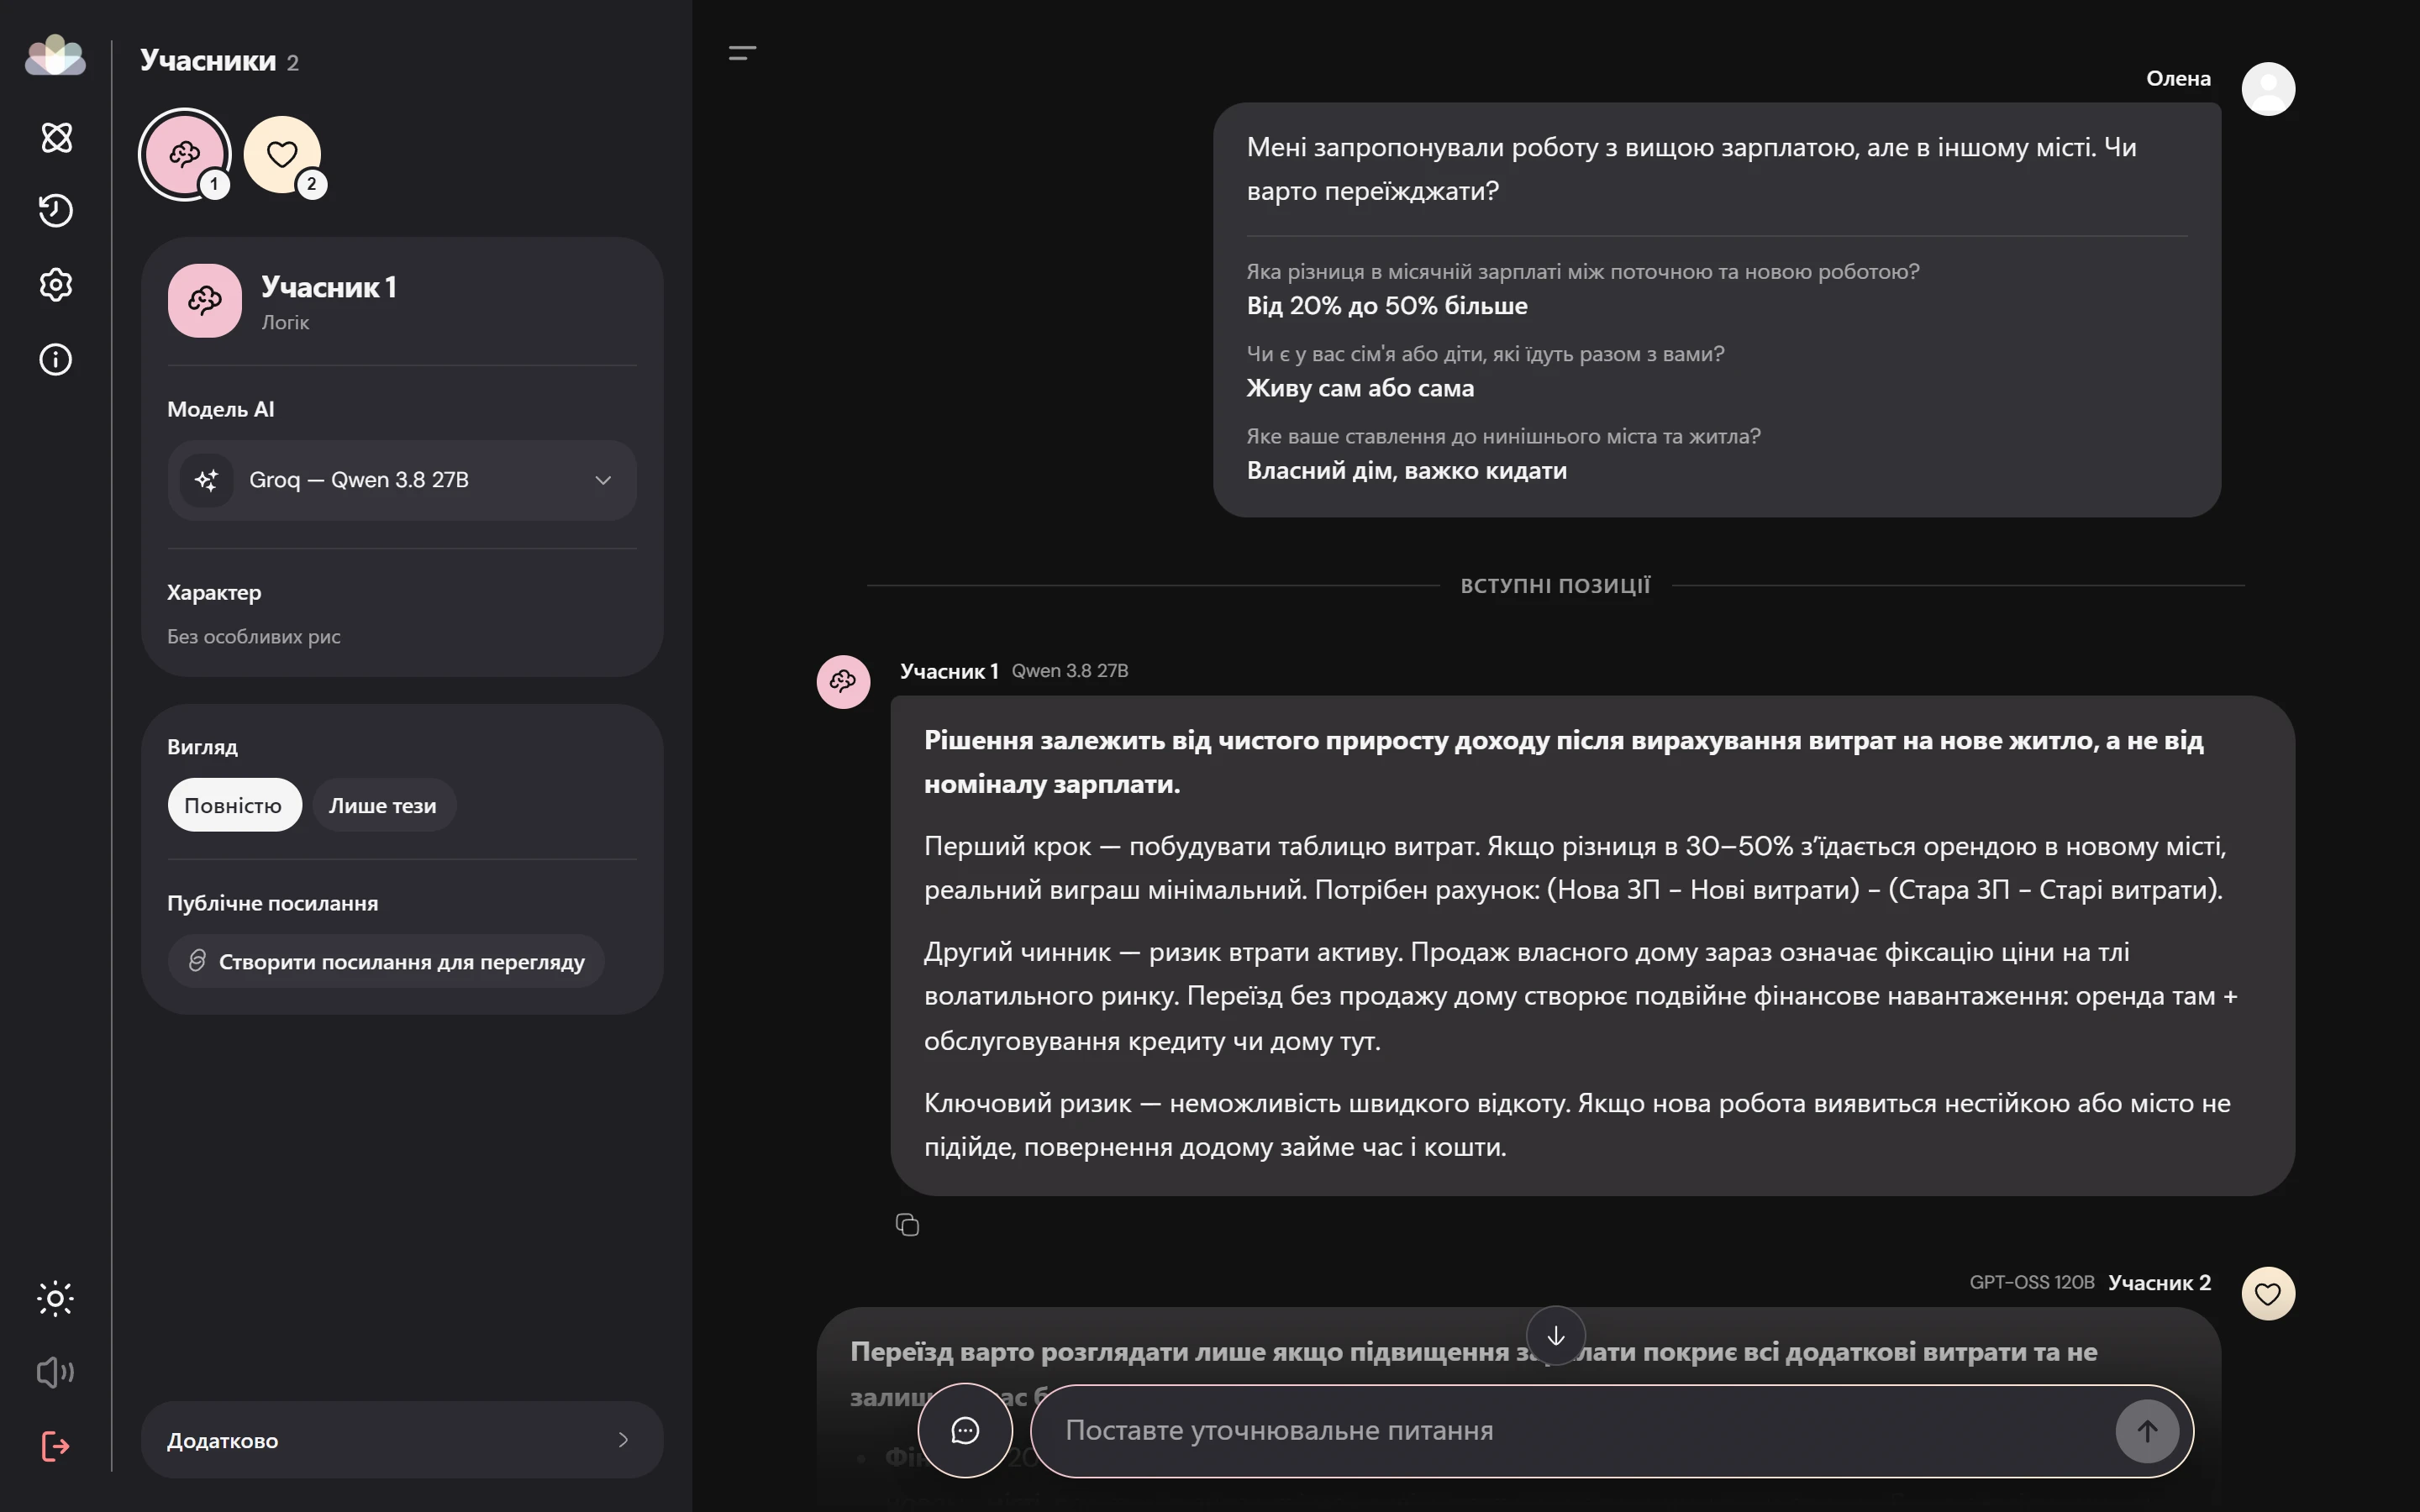 Учасники 2
1
2
Учасник 1
Логік
Модель AI
Groq — Qwen 3.8 27B
Характер
Без особливих рис
Вигляд
Повністю
Лише тези
Публічне посилання
Створити посилання для перегляду
Додатково
Олена
Мені запропонували роботу з вищою зарплатою, але в іншому місті. Чи
варто переїжджати?
Яка різниця в місячній зарплаті між поточною та новою роботою?
Від 20% до 50% більше
Чи є у вас сім'я або діти, які їдуть разом з вами?
Живу сам або сама
Яке ваше ставлення до нинішнього міста та житла?
Власний дім, важко кидати
ВСТУПНІ ПОЗИЦІЇ
Учасник 1 Qwen 3.8 27B
Рішення залежить від чистого приросту доходу після вирахування витрат на нове житло, а не від
номіналу зарплати.
Перший крок — побудувати таблицю витрат. Якщо різниця в 30–50% з’їдається орендою в новому місті,
реальний виграш мінімальний. Потрібен рахунок: (Нова ЗП – Нові витрати) – (Стара ЗП – Старі витрати).
Другий чинник — ризик втрати активу. Продаж власного дому зараз означає фіксацію ціни на тлі
волатильного ринку. Переїзд без продажу дому створює подвійне фінансове навантаження: оренда там +
обслуговування кредиту чи дому тут.
Ключовий ризик — неможливість швидкого відкоту. Якщо нова робота виявиться нестійкою або місто не
підійде, повернення додому займе час і кошти.
GPT-OSS 120B Учасник 2
Переїзд варто розглядати лише якщо підвищення зарплати покриє всі додаткові витрати та не
Поставте уточнювальне питання